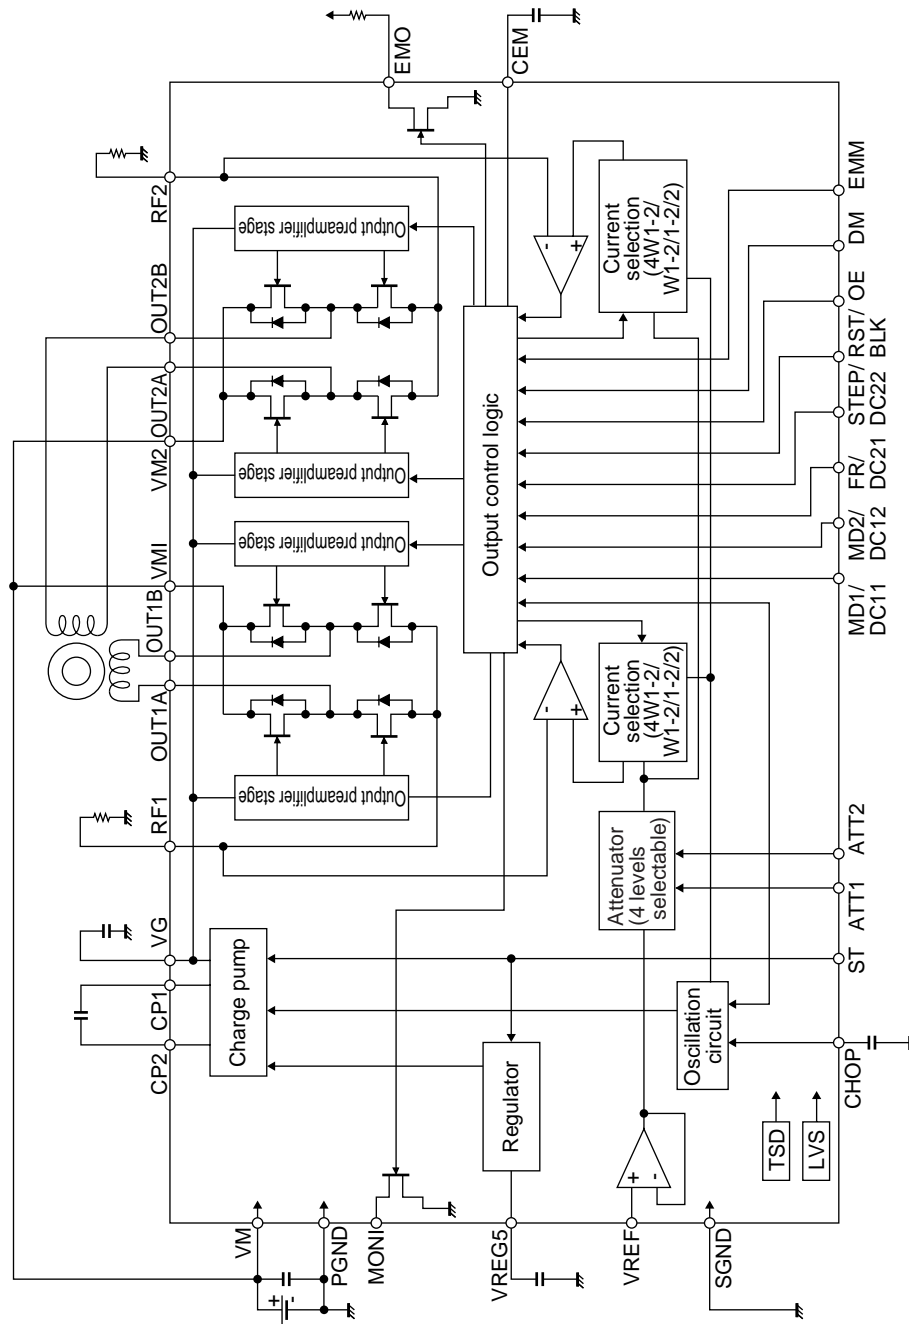 EMO
CEM
RF2
OUT2B
OUT2A
VM2
VMI
OUT1B
OUT1A
RF1
VG
CP1
CP2
Output preamplifier stage
Output preamplifier stage
Output preamplifier stage
Output preamplifier stage
Charge pump
Output control logic
-
+
-
+
Current
selection
(4W1-2/
W1-2/1-2/2)
Current
selection
(4W1-2/
W1-2/1-2/2)
Attenuator
(4 levels
selectable)
Oscillation
circuit
Regulator
+
-
TSD
LVS
EMM
DM
OE
RST/
BLK
STEP/
DC22
FR/
DC21
MD2/
DC12
MD1/
DC11
ATT2
ATT1
ST
CHOP
VM
PGND
MONI
VREG5
VREF
SGND
+
-